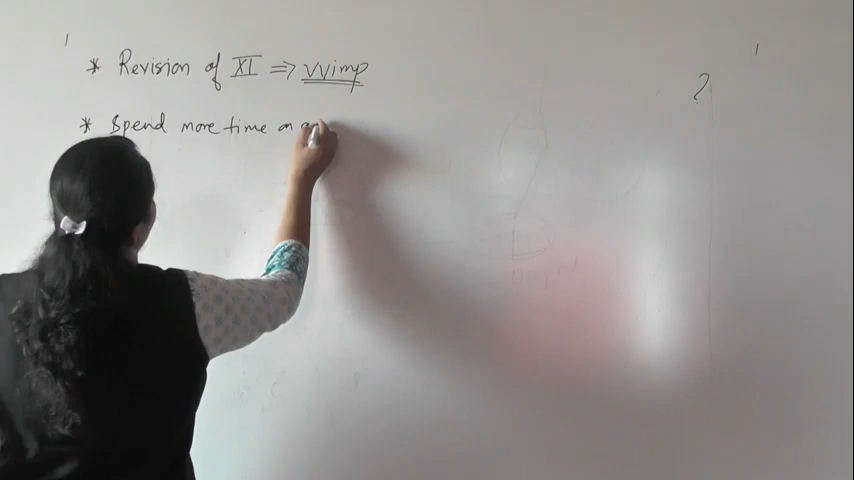 * Revision of XI ⇒ vvimp
?
* Spend more time on